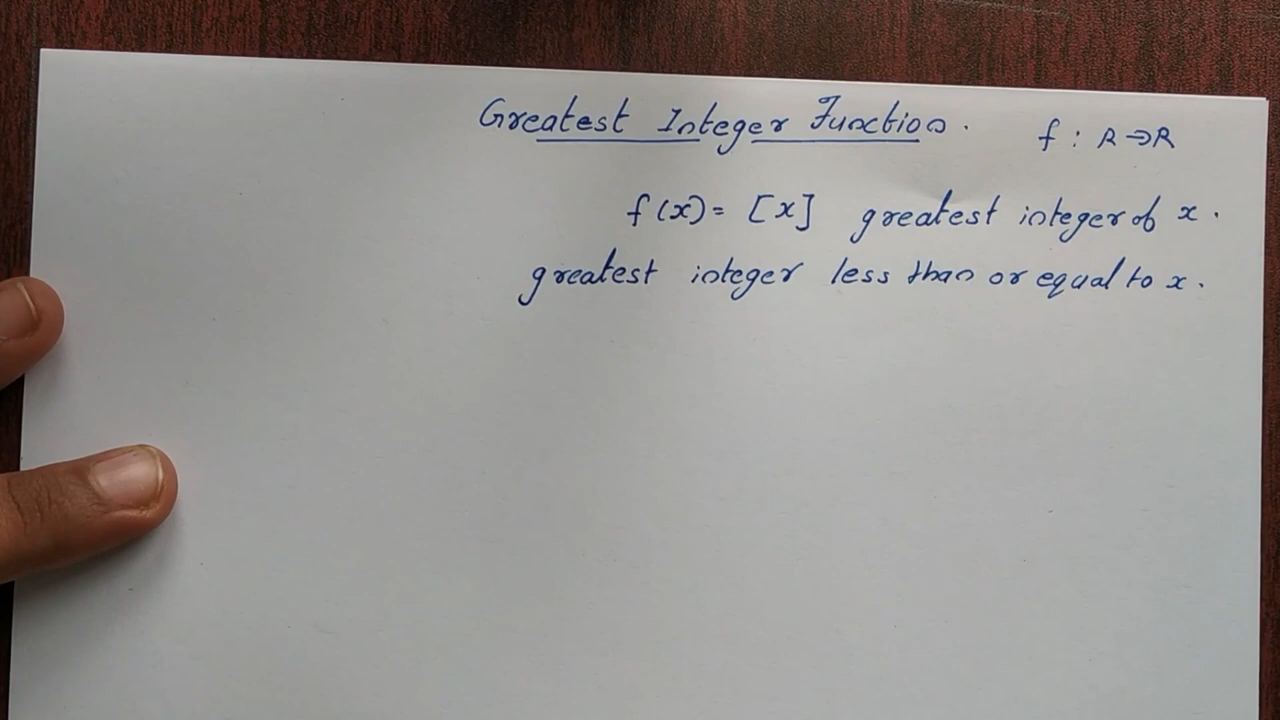 Greatest Integer Function. f : R → R
f(x) = [x] greatest integer of x.
greatest integer less than or equal to x.